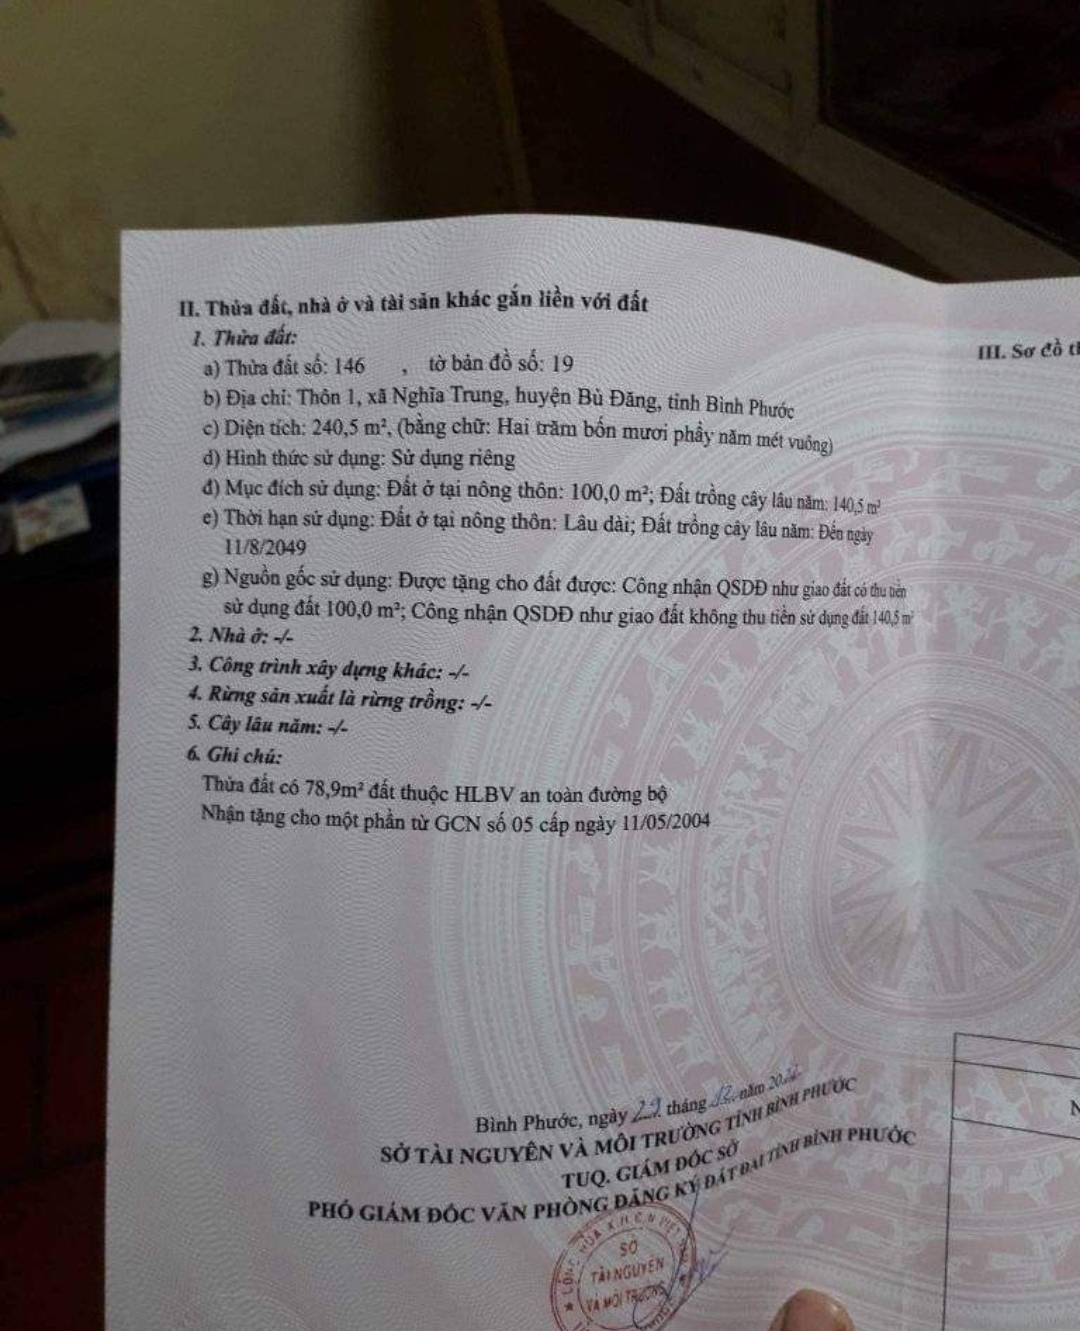 II. Thửa đất, nhà ở và tài sản khác gắn liền với đất
1. Thửa đất:
a) Thửa đất số: 146 , tờ bản đồ số: 19
b) Địa chỉ: Thôn 1, xã Nghĩa Trung, huyện Bù Đăng, tỉnh Bình Phước
c) Diện tích: 240,5 m², (bằng chữ: Hai trăm bốn mươi phẩy năm mét vuông)
d) Hình thức sử dụng: Sử dụng riêng
đ) Mục đích sử dụng: Đất ở tại nông thôn: 100,0 m²; Đất trồng cây lâu năm: 140,5 m²
e) Thời hạn sử dụng: Đất ở tại nông thôn: Lâu dài; Đất trồng cây lâu năm: Đến ngày
11/8/2049
g) Nguồn gốc sử dụng: Được tặng cho đất được: Công nhận QSDĐ như giao đất có thu tiền
sử dụng đất 100,0 m²; Công nhận QSDĐ như giao đất không thu tiền sử dụng đất 140,5 m²
2. Nhà ở: -/-
3. Công trình xây dựng khác: -/-
4. Rừng sản xuất là rừng trồng: -/-
5. Cây lâu năm: -/-
6. Ghi chú:
Thửa đất có 78,9m² đất thuộc HLBV an toàn đường bộ
Nhận tặng cho một phần từ GCN số 05 cấp ngày 11/05/2004
III. Sơ đồ
Bình Phước, ngày 29 tháng 12 năm
SỞ TÀI NGUYÊN VÀ MÔI TRƯỜNG TỈNH BÌNH PHƯỚC
TUQ. GIÁM ĐỐC SỞ
PHÓ GIÁM ĐỐC VĂN PHÒNG ĐĂNG KÝ ĐẤT ĐAI TỈNH BÌNH PHƯỚC
SỞ
TÀI NGUYÊN
VÀ MÔI TRƯỜNG